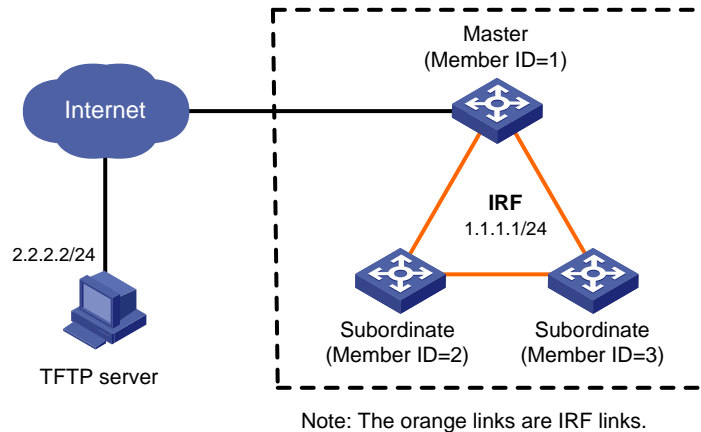 Master
(Member ID=1)
Internet
IRF
1.1.1.1/24
2.2.2.2/24
Subordinate
(Member ID=2)
Subordinate
(Member ID=3)
TFTP server
Note: The orange links are IRF links.